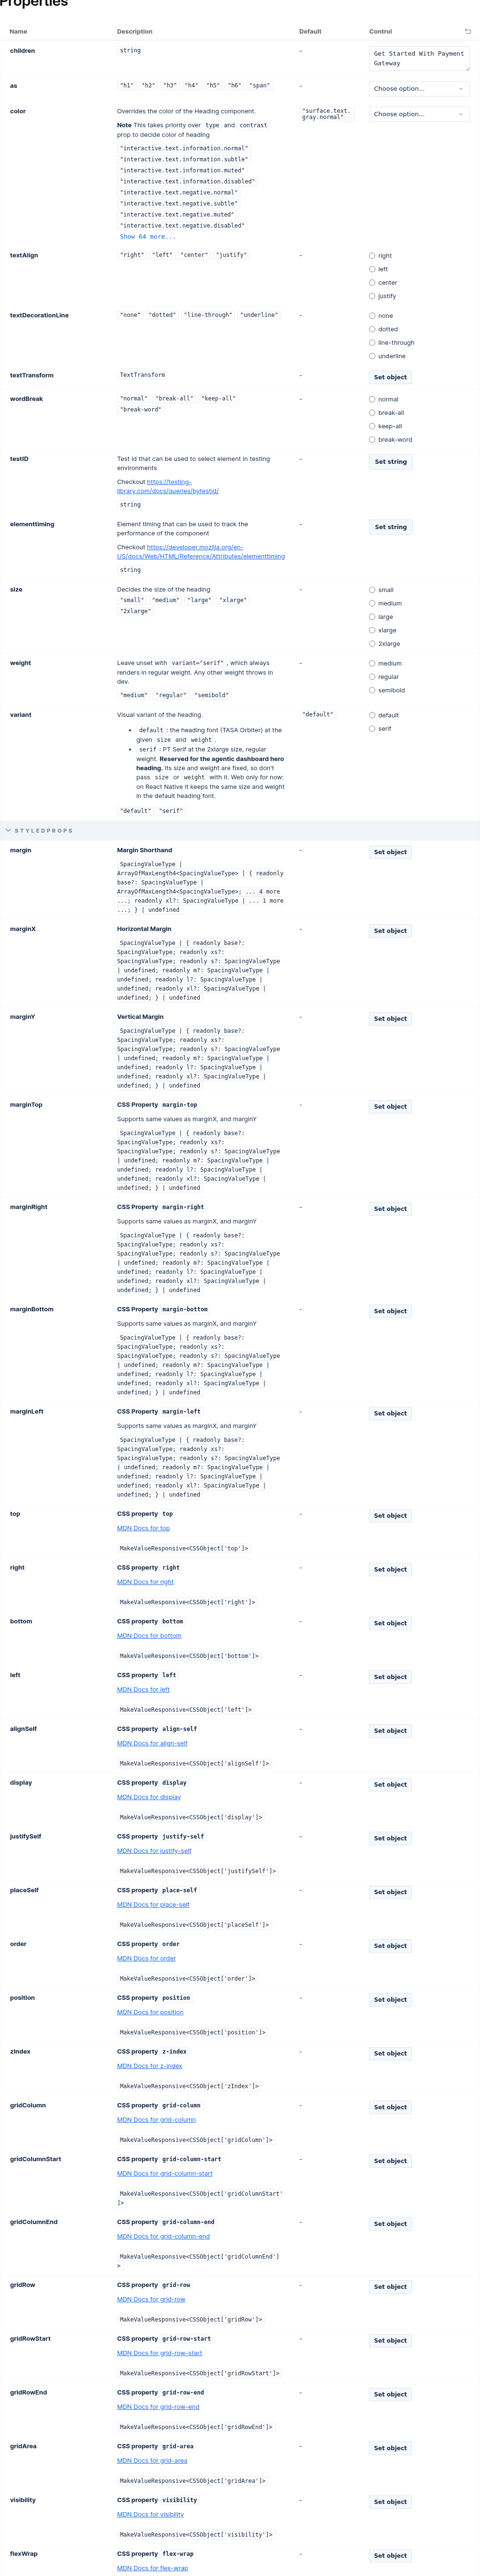 Properties
Name Description Default Control
children string - Get Started With Payment
Gateway
as "h1" "h2" "h3" "h4" "h5" "h6" "span" - Choose option...
color Overrides the color of the Heading component. "surface.text.
gray.normal" Choose option...
Note This takes priority over type and contrast
prop to decide color of heading
"interactive.text.information.normal"
"interactive.text.information.subtle"
"interactive.text.information.muted"
"interactive.text.information.disabled"
"interactive.text.negative.normal"
"interactive.text.negative.subtle"
"interactive.text.negative.muted"
"interactive.text.negative.disabled"
Show 64 more...
textAlign "right" "left" "center" "justify" - right
left
center
justify
textDecorationLine "none" "dotted" "line-through" "underline" - none
dotted
line-through
underline
textTransform TextTransform - Set object
wordBreak "normal" "break-all" "keep-all" - normal
"break-word" break-all
keep-all
break-word
testID Test id that can be used to select element in testing - Set string
environments
Checkout https://testing-
library.com/docs/queries/bytestid/
string
elementtiming Element timing that can be used to track the - Set string
performance of the component
Checkout https://developer.mozilla.org/en-
US/docs/Web/HTML/Reference/Attributes/elementtiming
string
size Decides the size of the heading - small
"small" "medium" "large" "xlarge" medium
"2xlarge" large
xlarge
2xlarge
weight Leave unset with variant="serif" , which always - medium
renders in regular weight. Any other weight throws in regular
dev.
"medium" "regular" "semibold" semibold
variant Visual variant of the heading. "default" default
serif
• default : the heading font (TASA Orbiter) at the
given size and weight .
• serif : PT Serif at the 2xlarge size, regular
weight. Reserved for the agentic dashboard hero
heading. Its size and weight are fixed, so don't
pass size or weight with it. Web only for now:
on React Native it keeps the same size and weight
in the default heading font.
"default" "serif"
STYLEDPROPS
margin Margin Shorthand - Set object
SpacingValueType |
ArrayOfMaxLength4<SpacingValueType> | { readonly
base?: SpacingValueType |
ArrayOfMaxLength4<SpacingValueType>; ... 4 more
...; readonly xl?: SpacingValueType | ... 1 more
...; } | undefined
marginX Horizontal Margin - Set object
SpacingValueType | { readonly base?:
SpacingValueType; readonly xs?:
SpacingValueType; readonly s?: SpacingValueType
| undefined; readonly m?: SpacingValueType |
undefined; readonly l?: SpacingValueType |
undefined; readonly xl?: SpacingValueType |
undefined; } | undefined
marginY Vertical Margin - Set object
SpacingValueType | { readonly base?:
SpacingValueType; readonly xs?:
SpacingValueType; readonly s?: SpacingValueType
| undefined; readonly m?: SpacingValueType |
undefined; readonly l?: SpacingValueType |
undefined; readonly xl?: SpacingValueType |
undefined; } | undefined
marginTop CSS Property margin-top - Set object
Supports same values as marginX, and marginY
SpacingValueType | { readonly base?:
SpacingValueType; readonly xs?:
SpacingValueType; readonly s?: SpacingValueType
| undefined; readonly m?: SpacingValueType |
undefined; readonly l?: SpacingValueType |
undefined; readonly xl?: SpacingValueType |
undefined; } | undefined
marginRight CSS Property margin-right - Set object
Supports same values as marginX, and marginY
SpacingValueType | { readonly base?:
SpacingValueType; readonly xs?:
SpacingValueType; readonly s?: SpacingValueType
| undefined; readonly m?: SpacingValueType |
undefined; readonly l?: SpacingValueType |
undefined; readonly xl?: SpacingValueType |
undefined; } | undefined
marginBottom CSS Property margin-bottom - Set object
Supports same values as marginX, and marginY
SpacingValueType | { readonly base?:
SpacingValueType; readonly xs?:
SpacingValueType; readonly s?: SpacingValueType
| undefined; readonly m?: SpacingValueType |
undefined; readonly l?: SpacingValueType |
undefined; readonly xl?: SpacingValueType |
undefined; } | undefined
marginLeft CSS Property margin-left - Set object
Supports same values as marginX, and marginY
SpacingValueType | { readonly base?:
SpacingValueType; readonly xs?:
SpacingValueType; readonly s?: SpacingValueType
| undefined; readonly m?: SpacingValueType |
undefined; readonly l?: SpacingValueType |
undefined; readonly xl?: SpacingValueType |
undefined; } | undefined
top CSS property top - Set object
MDN Docs for top
MakeValueResponsive<CSSObject['top']>
right CSS property right - Set object
MDN Docs for right
MakeValueResponsive<CSSObject['right']>
bottom CSS property bottom - Set object
MDN Docs for bottom
MakeValueResponsive<CSSObject['bottom']>
left CSS property left - Set object
MDN Docs for left
MakeValueResponsive<CSSObject['left']>
alignSelf CSS property align-self - Set object
MDN Docs for align-self
MakeValueResponsive<CSSObject['alignSelf']>
display CSS property display - Set object
MDN Docs for display
MakeValueResponsive<CSSObject['display']>
justifySelf CSS property justify-self - Set object
MDN Docs for justify-self
MakeValueResponsive<CSSObject['justifySelf']>
placeSelf CSS property place-self - Set object
MDN Docs for place-self
MakeValueResponsive<CSSObject['placeSelf']>
order CSS property order - Set object
MDN Docs for order
MakeValueResponsive<CSSObject['order']>
position CSS property position - Set object
MDN Docs for position
MakeValueResponsive<CSSObject['position']>
zIndex CSS property z-index - Set object
MDN Docs for z-index
MakeValueResponsive<CSSObject['zIndex']>
gridColumn CSS property grid-column - Set object
MDN Docs for grid-column
MakeValueResponsive<CSSObject['gridColumn']>
gridColumnStart CSS property grid-column-start - Set object
MDN Docs for grid-column-start
MakeValueResponsive<CSSObject['gridColumnStart'
]>
gridColumnEnd CSS property grid-column-end - Set object
MDN Docs for grid-column-end
MakeValueResponsive<CSSObject['gridColumnEnd']
>
gridRow CSS property grid-row - Set object
MDN Docs for grid-row
MakeValueResponsive<CSSObject['gridRow']>
gridRowStart CSS property grid-row-start - Set object
MDN Docs for grid-row-start
MakeValueResponsive<CSSObject['gridRowStart']>
gridRowEnd CSS property grid-row-end - Set object
MDN Docs for grid-row-end
MakeValueResponsive<CSSObject['gridRowEnd']>
gridArea CSS property grid-area - Set object
MDN Docs for grid-area
MakeValueResponsive<CSSObject['gridArea']>
visibility CSS property visibility - Set object
MDN Docs for visibility
MakeValueResponsive<CSSObject['visibility']>
flexWrap CSS property flex-wrap - Set object
MDN Docs for flex-wrap